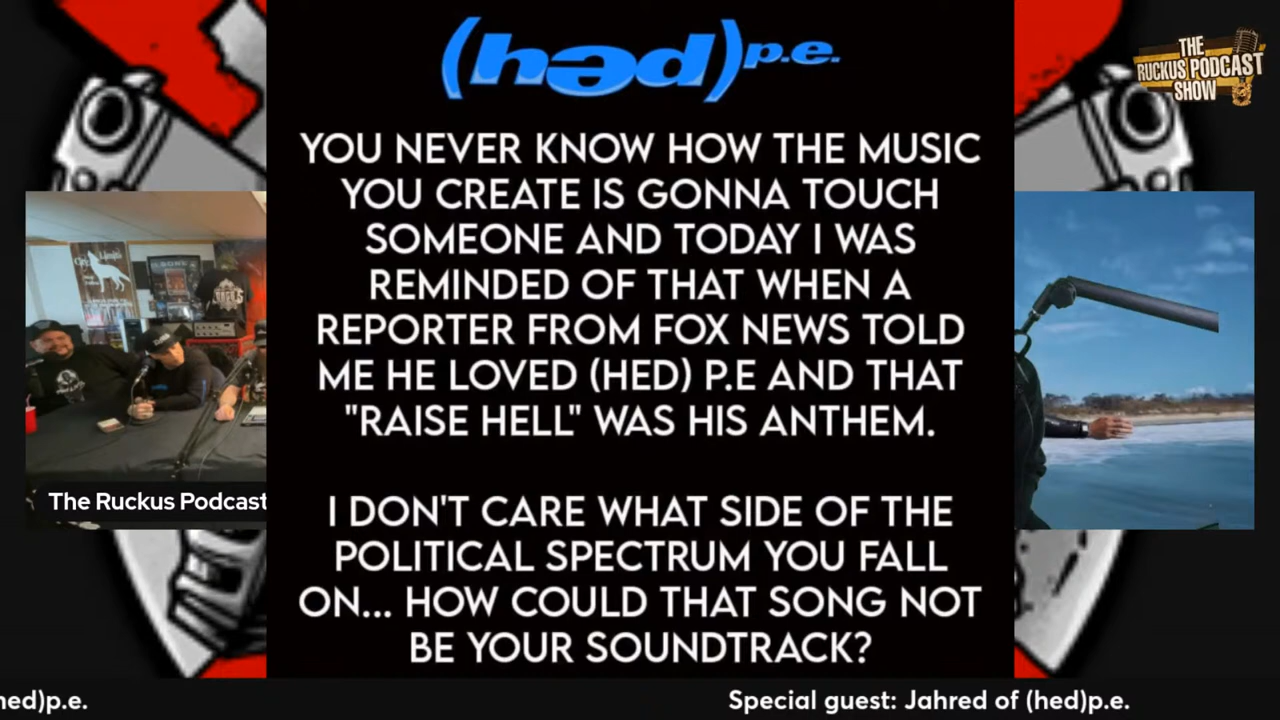 (həd)p.e.
THE
RUCKUS PODCAST
SHOW
YOU NEVER KNOW HOW THE MUSIC
YOU CREATE IS GONNA TOUCH
SOMEONE AND TODAY I WAS
REMINDED OF THAT WHEN A
REPORTER FROM FOX NEWS TOLD
ME HE LOVED (HED) P.E AND THAT
"RAISE HELL" WAS HIS ANTHEM.
I DON'T CARE WHAT SIDE OF THE
POLITICAL SPECTRUM YOU FALL
ON... HOW COULD THAT SONG NOT
BE YOUR SOUNDTRACK?
The Ruckus Podcast
hed)p.e.
Special guest: Jahred of (hed)p.e.